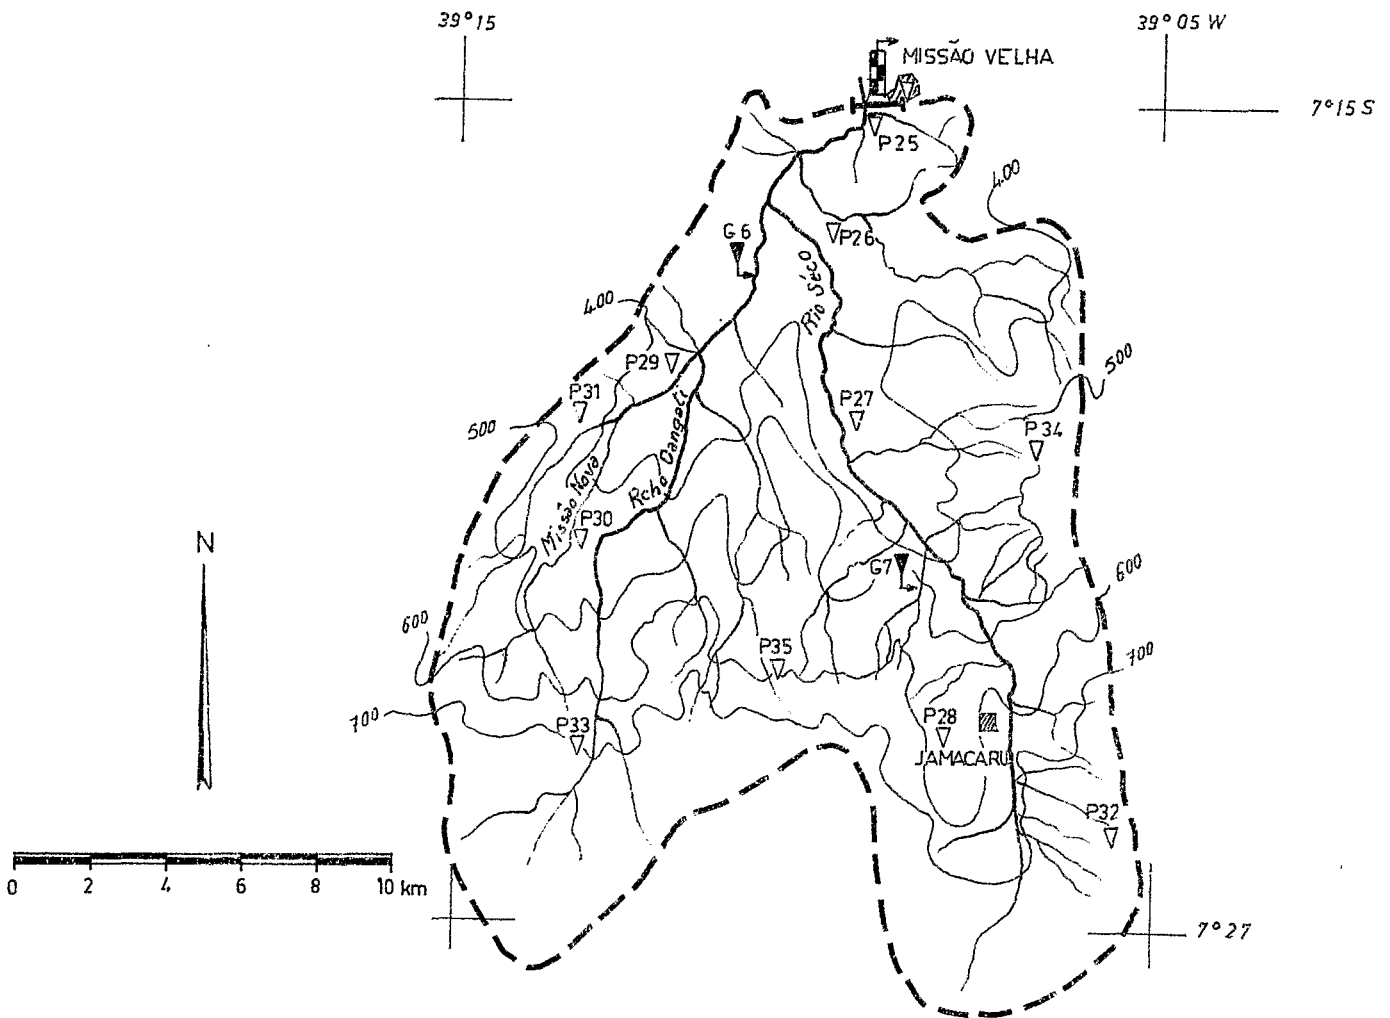 39°15
39°05 W
MISSÃO VELHA
7°15 S
P25
400
G6
P26
Rio Sêco
400
P29
500
P31
P27
500
P34
Rcho Dangali
Missão Nova
P30
N
G7
600
600
P35
700
700
P33
P28
JAMACARU
P32
0 2 4 6 8 10 km
7°27